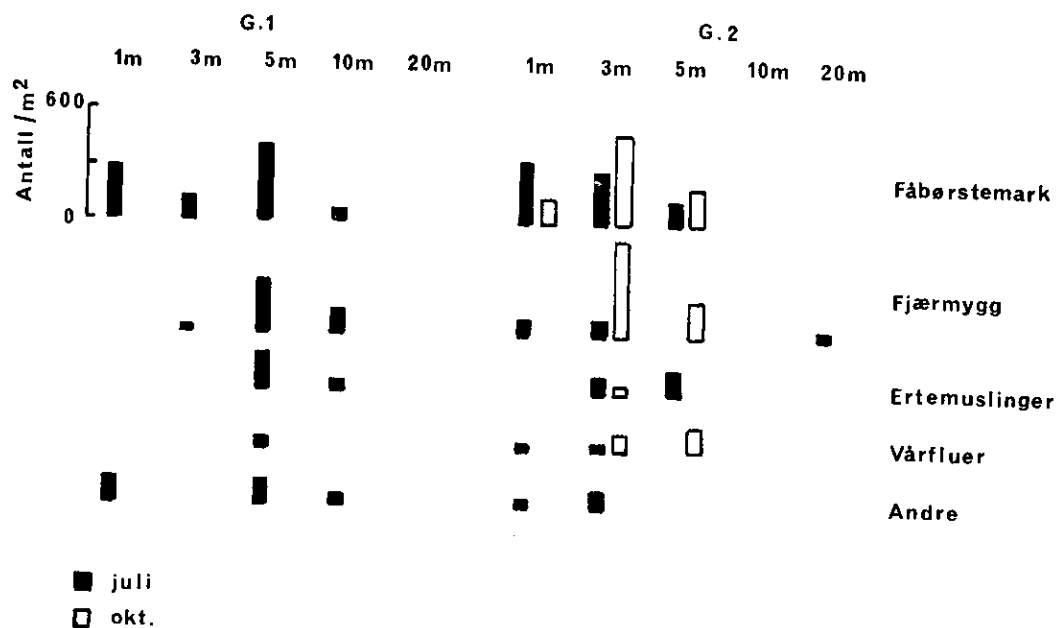 G.1 G.2
1m 3m 5m 10m 20m 1m 3m 5m 10m 20m
Antall/m²
600
0
Fåbørstemark
Fjærmygg
Ertemuslinger
Vårfluer
Andre
juli
okt.